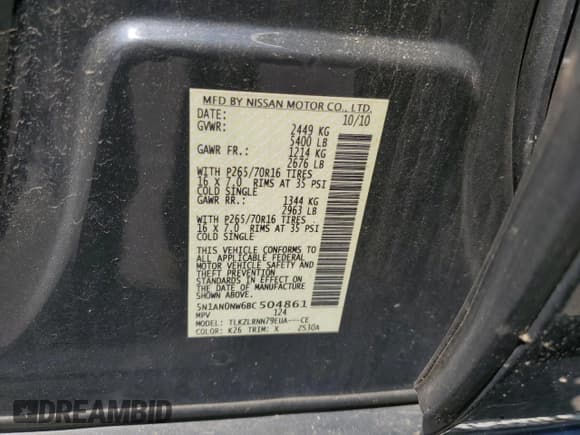 MFD BY NISSAN MOTOR CO., LTD.
DATE: 10/10
GVWR: 2449 KG
5400 LB
GAWR FR.: 1214 KG
2676 LB
WITH P265/70R16 TIRES
16 X 7.0 RIMS AT 35 PSI
COLD SINGLE
GAWR RR.: 1344 KG
2963 LB
WITH P265/70R16 TIRES
16 X 7.0 RIMS AT 35 PSI
COLD SINGLE
THIS VEHICLE CONFORMS TO
ALL APPLICABLE FEDERAL
MOTOR VEHICLE SAFETY AND
THEFT PREVENTION
STANDARDS IN EFFECT ON
THE DATE OF MANUFACTURE
SHOWN ABOVE.
5N1AN0NW6BC504861
MPV 124
MODEL: TLKZLRNN79EUA---CE
COLOR: K26 TRIM: X ZS30A
DREAMBID